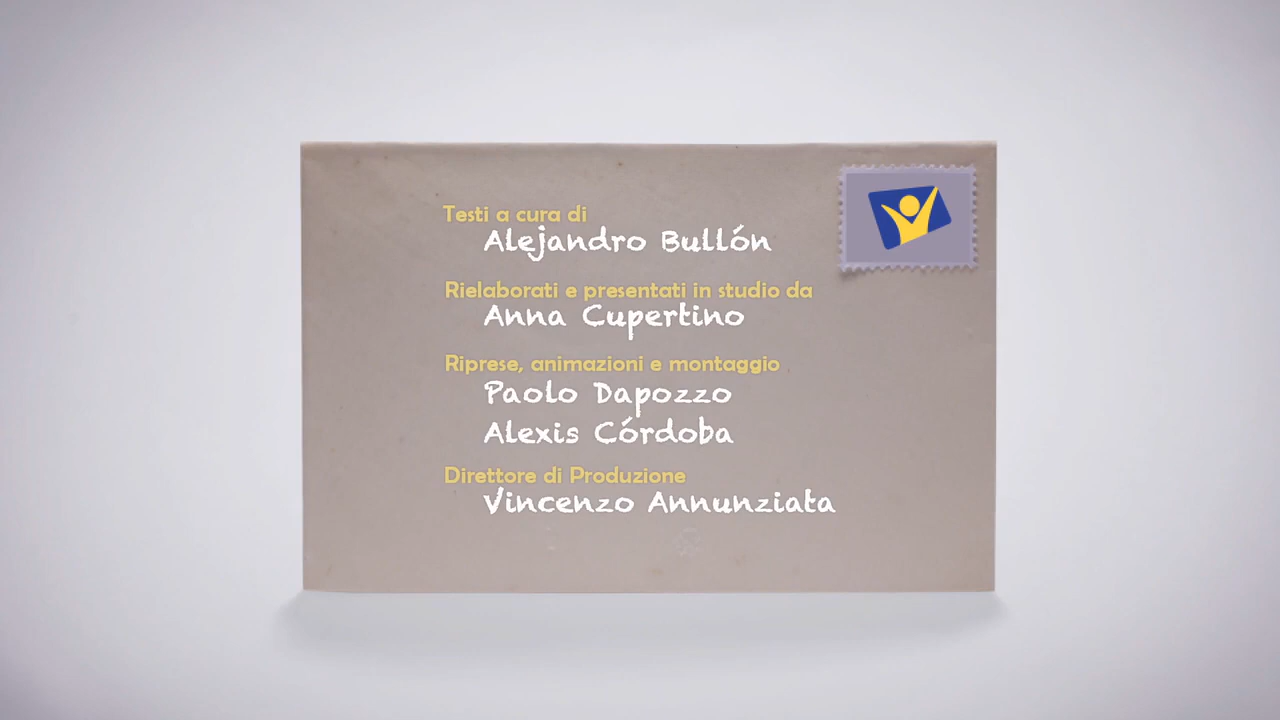 Testi a cura di
Alejandro Bullón
Rielaborati e presentati in studio da
Anna Cupertino
Riprese, animazioni e montaggio
Paolo Dapozzo
Alexis Córdoba
Direttore di Produzione
Vincenzo Annunziata